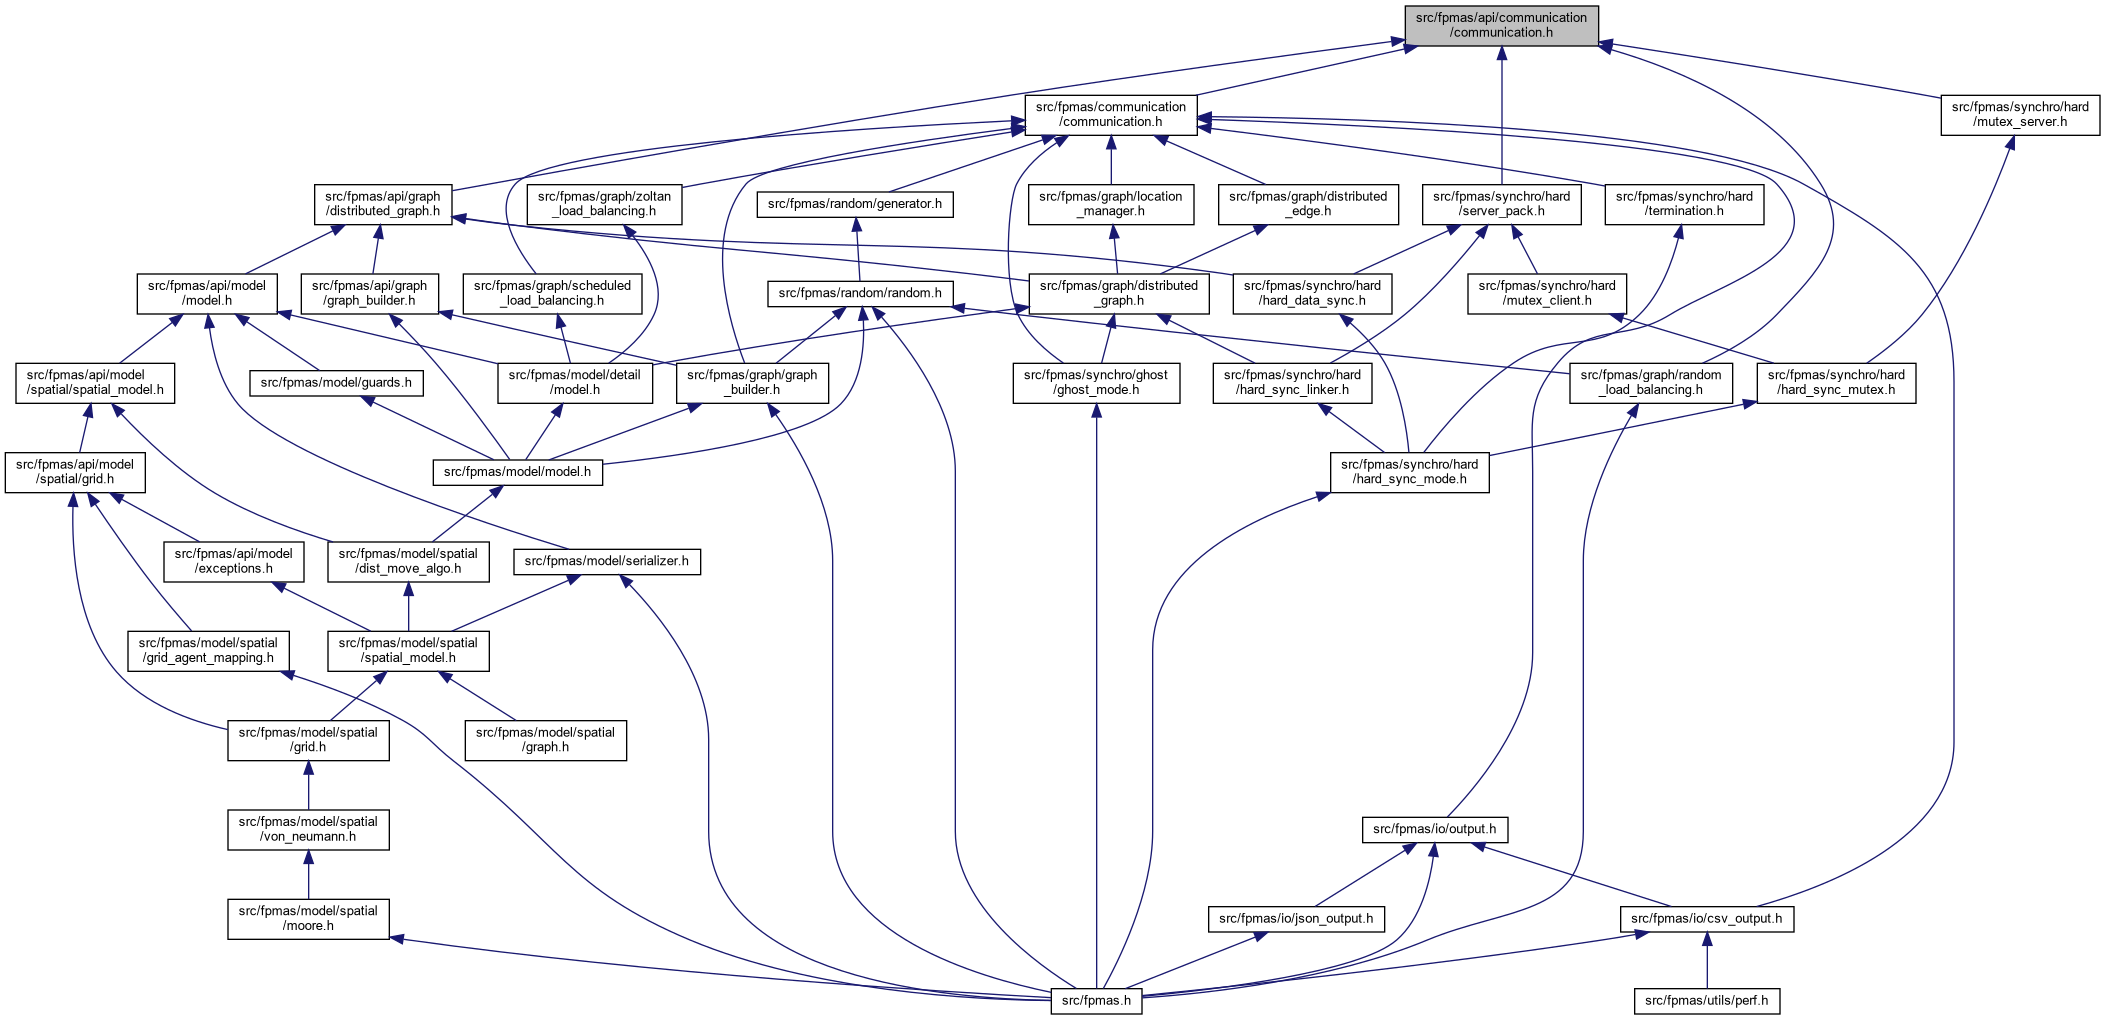 src/fpmas/api/communication
/communication.h
src/fpmas/communication
/communication.h
src/fpmas/synchro/hard
/mutex_server.h
src/fpmas/api/graph
/distributed_graph.h
src/fpmas/graph/zoltan
_load_balancing.h
src/fpmas/random/generator.h
src/fpmas/graph/location
_manager.h
src/fpmas/graph/distributed
_edge.h
src/fpmas/synchro/hard
/server_pack.h
src/fpmas/synchro/hard
/termination.h
src/fpmas/api/model
/model.h
src/fpmas/api/graph
/graph_builder.h
src/fpmas/graph/scheduled
_load_balancing.h
src/fpmas/random/random.h
src/fpmas/graph/distributed
_graph.h
src/fpmas/synchro/hard
/hard_data_sync.h
src/fpmas/synchro/hard
/mutex_client.h
src/fpmas/api/model
/spatial/spatial_model.h
src/fpmas/model/guards.h
src/fpmas/model/detail
/model.h
src/fpmas/graph/graph
_builder.h
src/fpmas/synchro/ghost
/ghost_mode.h
src/fpmas/synchro/hard
/hard_sync_linker.h
src/fpmas/graph/random
_load_balancing.h
src/fpmas/synchro/hard
/hard_sync_mutex.h
src/fpmas/api/model
/spatial/grid.h
src/fpmas/model/model.h
src/fpmas/synchro/hard
/hard_sync_mode.h
src/fpmas/api/model
/exceptions.h
src/fpmas/model/spatial
/dist_move_algo.h
src/fpmas/model/serializer.h
src/fpmas/model/spatial
/grid_agent_mapping.h
src/fpmas/model/spatial
/spatial_model.h
src/fpmas/model/spatial
/grid.h
src/fpmas/model/spatial
/graph.h
src/fpmas/model/spatial
/von_neumann.h
src/fpmas/io/output.h
src/fpmas/model/spatial
/moore.h
src/fpmas/io/json_output.h
src/fpmas/io/csv_output.h
src/fpmas.h
src/fpmas/utils/perf.h